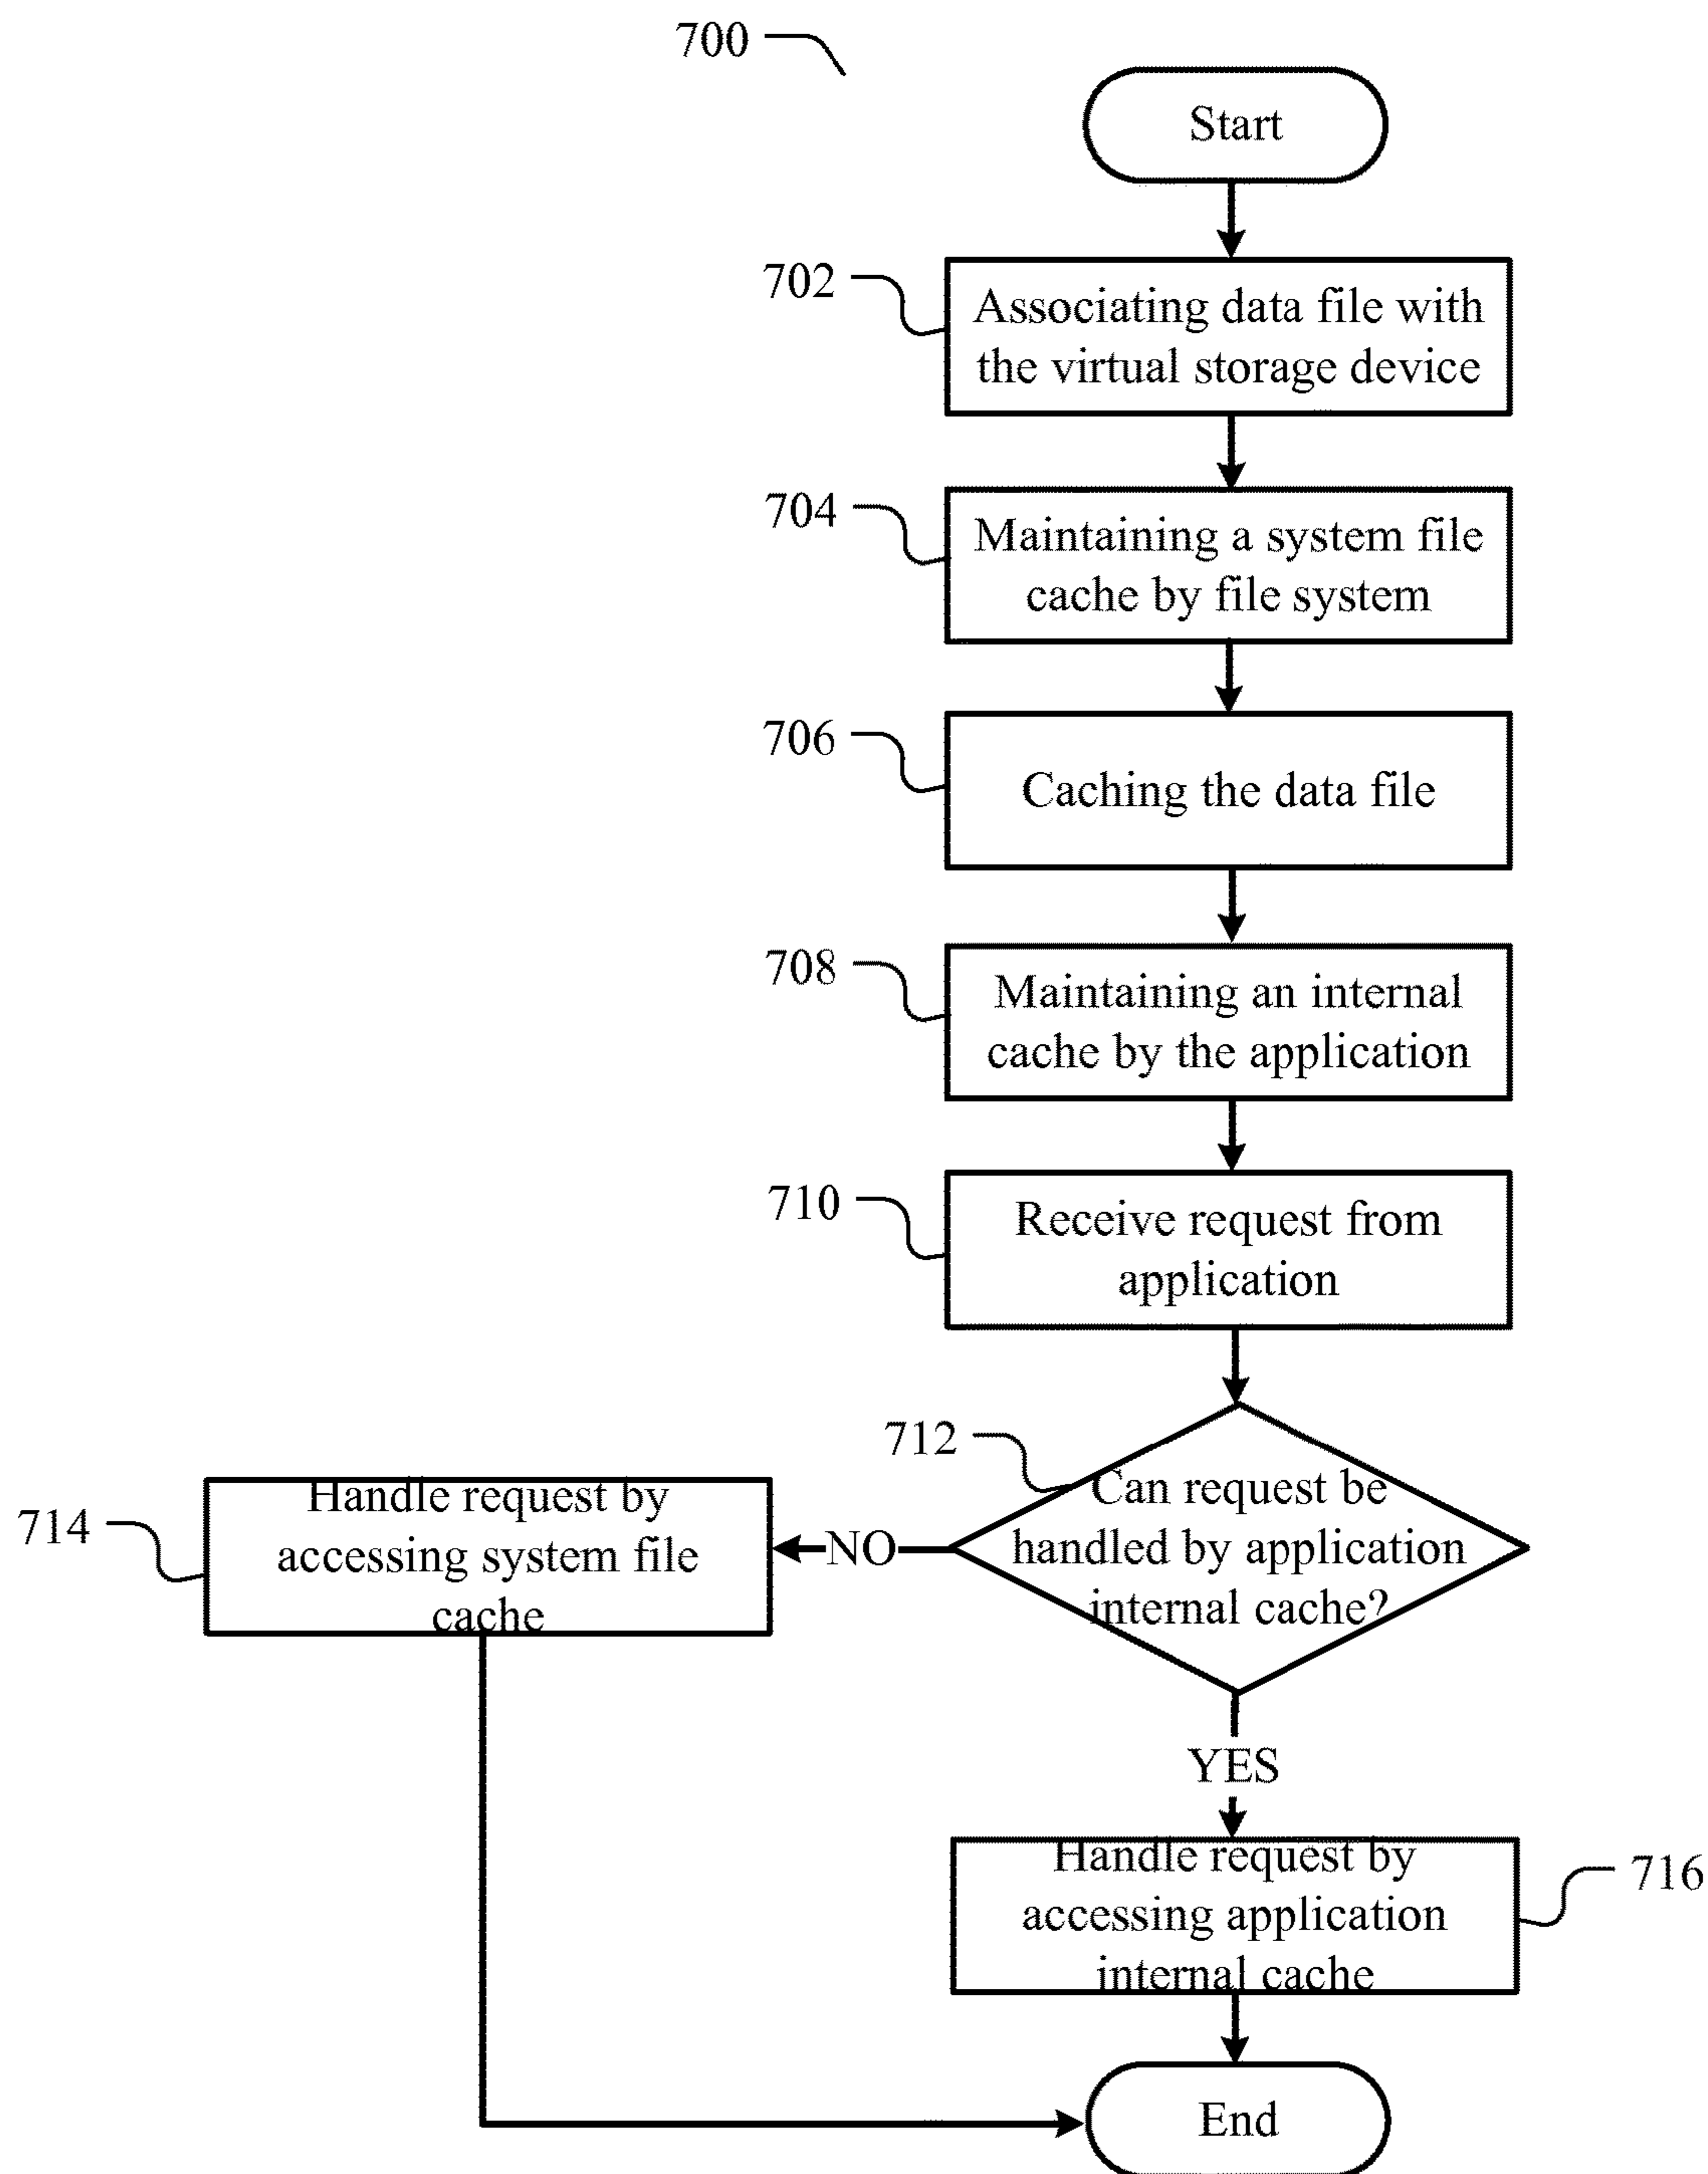 700
Start
702
Associating data file with
the virtual storage device
704
Maintaining a system file
cache by file system
706
Caching the data file
708
Maintaining an internal
cache by the application
710
Receive request from
application
712
Can request be
handled by application
internal cache?
NO
714
Handle request by
accessing system file
cache
YES
Handle request by
accessing application
internal cache
716
End